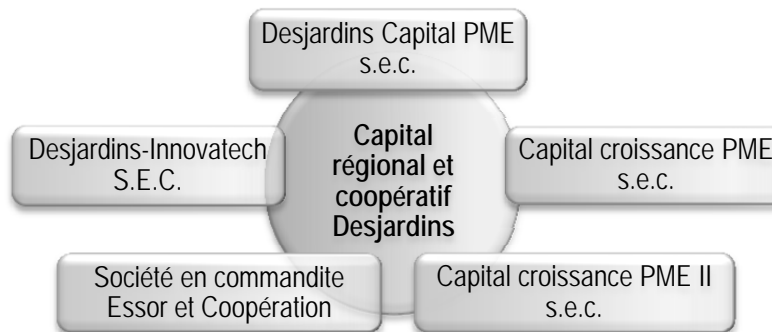 Desjardins Capital PME
s.e.c.
Desjardins-Innovatech
S.E.C.
Capital
régional et
coopératif
Desjardins
Capital croissance PME
s.e.c.
Société en commandite
Essor et Coopération
Capital croissance PME II
s.e.c.